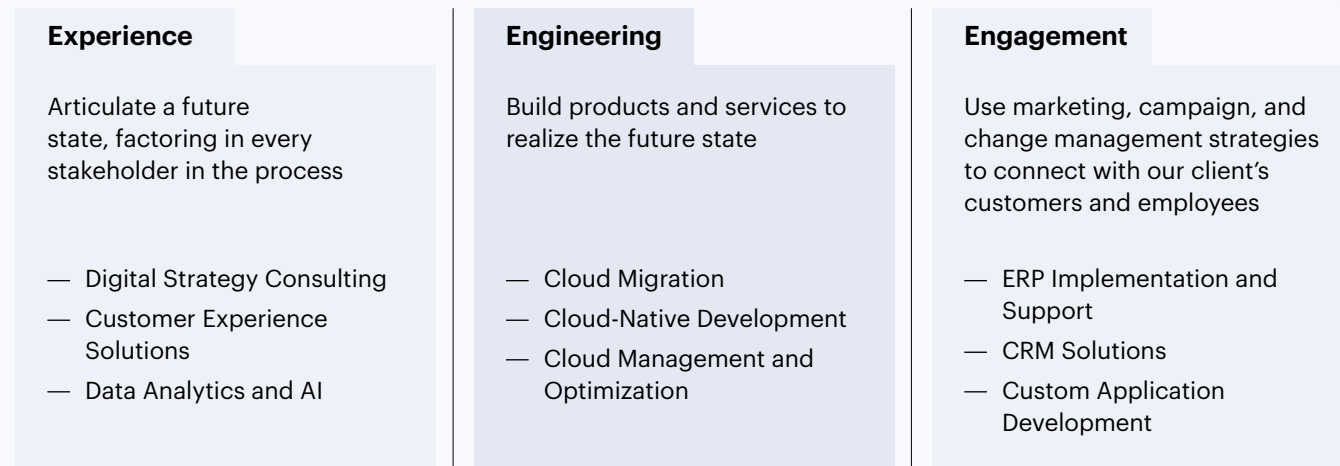 Experience
Articulate a future
state, factoring in every
stakeholder in the process
— Digital Strategy Consulting
— Customer Experience
Solutions
— Data Analytics and AI
Engineering
Build products and services to
realize the future state
— Cloud Migration
— Cloud-Native Development
— Cloud Management and
Optimization
Engagement
Use marketing, campaign, and
change management strategies
to connect with our client’s
customers and employees
— ERP Implementation and
Support
— CRM Solutions
— Custom Application
Development